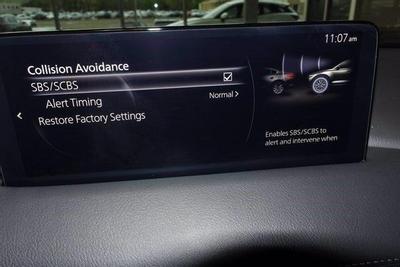 11:07 am
Collision Avoidance
SBS/SCBS
Alert Timing Normal
Restore Factory Settings
Enables SBS/SCBS to
alert and intervene when